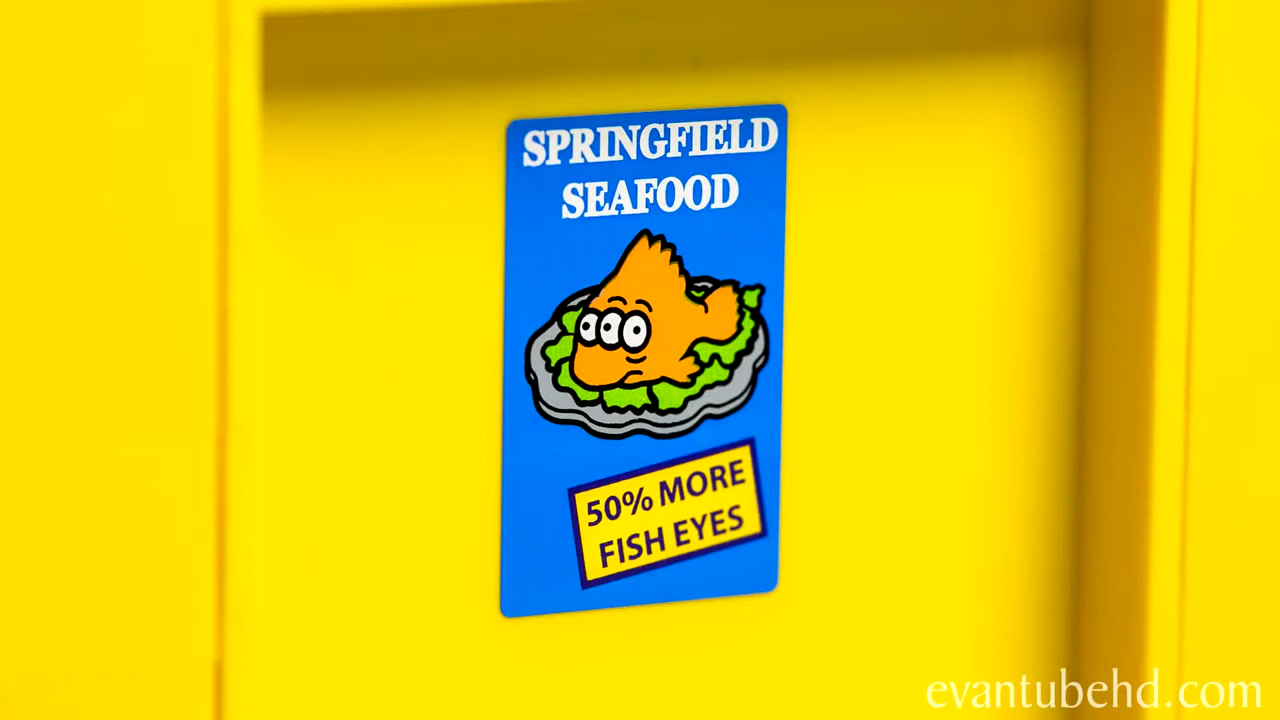 SPRINGFIELD
SEAFOOD
50% MORE
FISH EYES
evantubehd.com